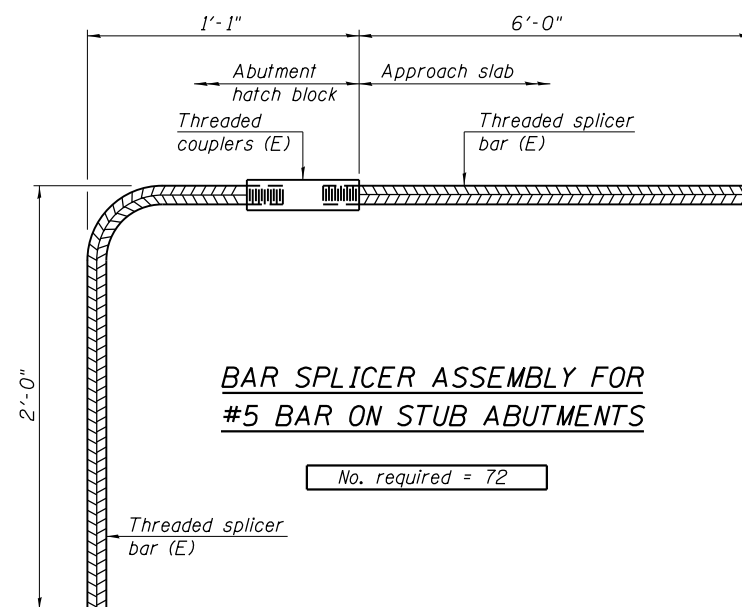 1'-1"
6'-0"
Abutment
hatch block
Approach slab
Threaded
couplers (E)
Threaded splicer
bar (E)
2'-0"
BAR SPLICER ASSEMBLY FOR
#5 BAR ON STUB ABUTMENTS
No. required = 72
Threaded splicer
bar (E)